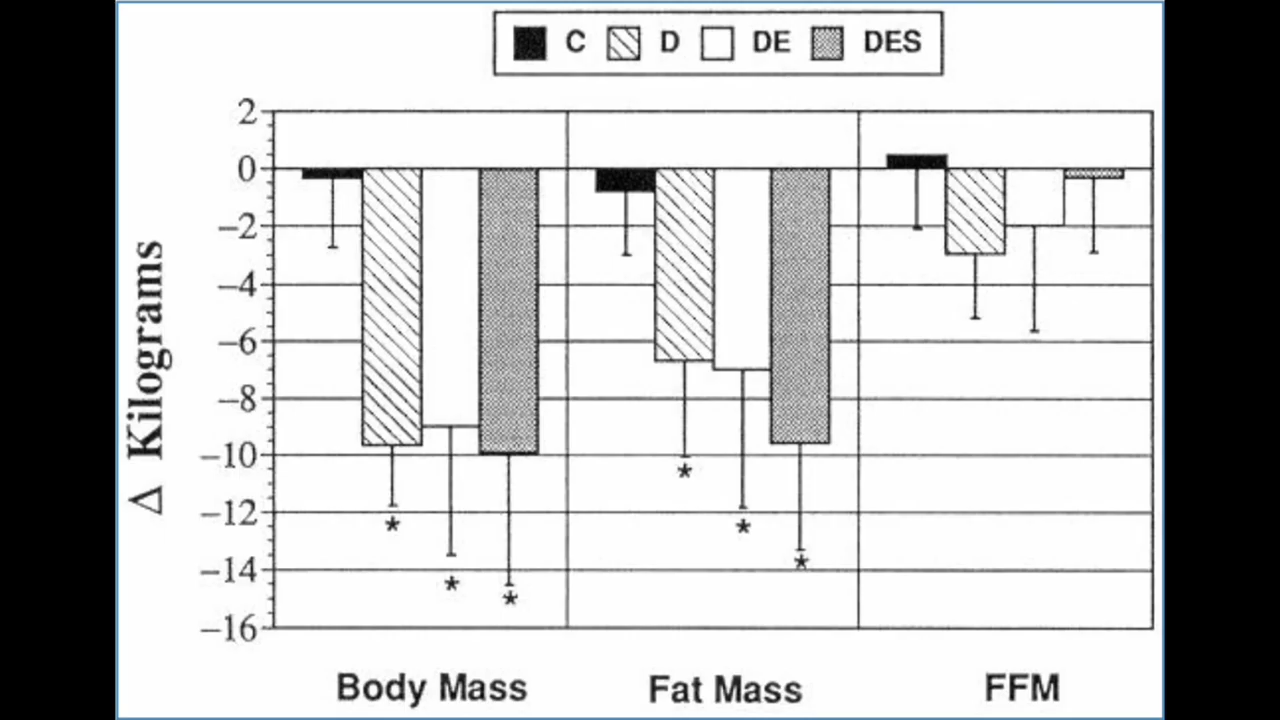 C D DE DES
2
0
−2
−4
−6
−8
−10
−12
−14
−16
Δ Kilograms
* * *
* * *
Body Mass Fat Mass FFM